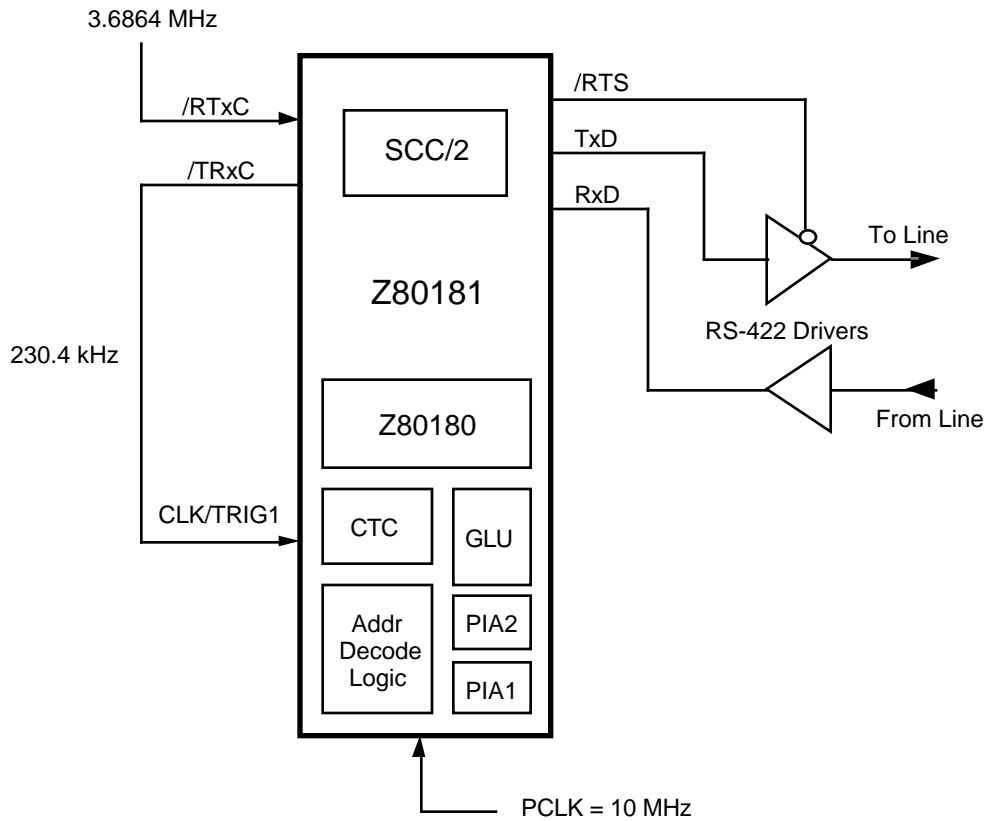 3.6864 MHz
/RTxC
/RTS
SCC/2
TxD
/TRxC
RxD
To Line
Z80181
RS-422 Drivers
230.4 kHz
From Line
Z80180
CLK/TRIG1
CTC
GLU
Addr
Decode
Logic
PIA2
PIA1
PCLK = 10 MHz